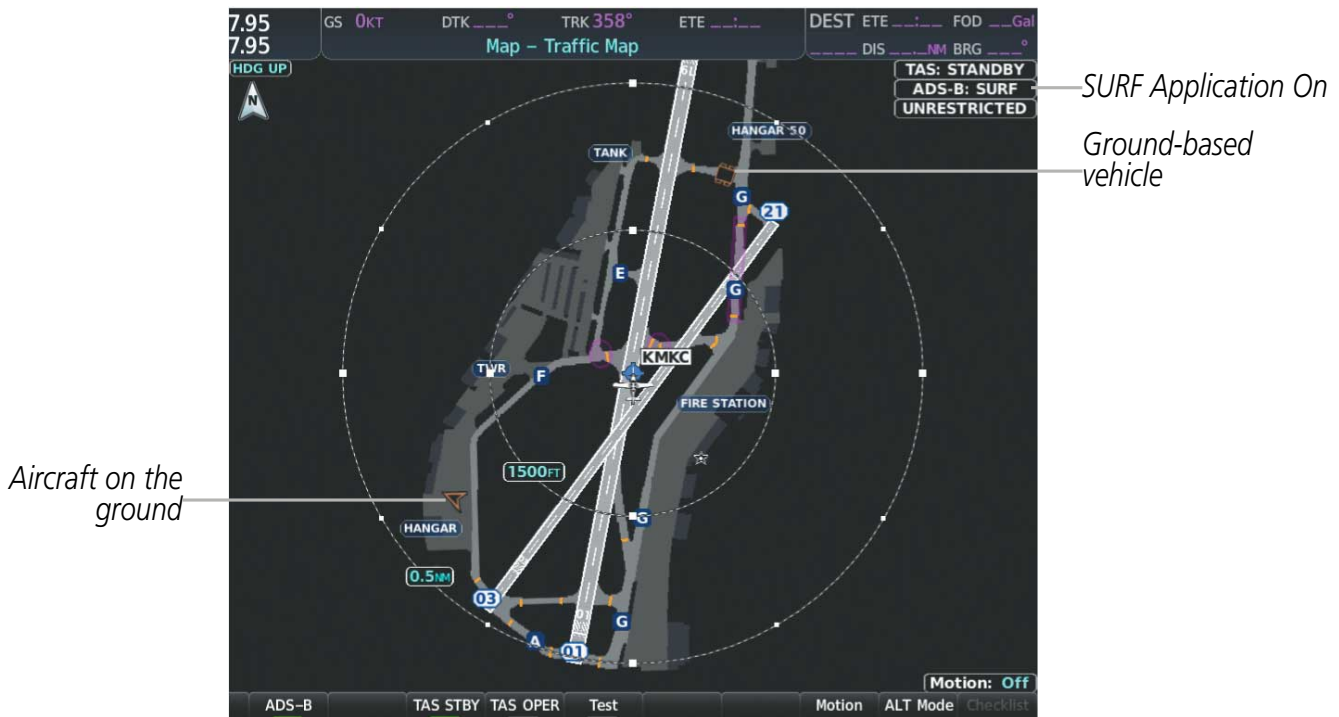 7.95
7.95
GS 0KT DTK ___° TRK 358° ETE __:__
Map – Traffic Map
DEST ETE __:__ FOD __Gal
____ DIS __._NM BRG ___°
HDG UP
N
TAS: STANDBY
ADS-B: SURF
UNRESTRICTED
SURF Application On
Ground-based
vehicle
HANGAR 50
TANK
G
21
E
G
KMKC
TWR
F
FIRE STATION
1500FT
Aircraft on the
ground
G
HANGAR
0.5NM
03
01
G
A
01
Motion: Off
ADS–B TAS STBY TAS OPER Test Motion ALT Mode Checklist